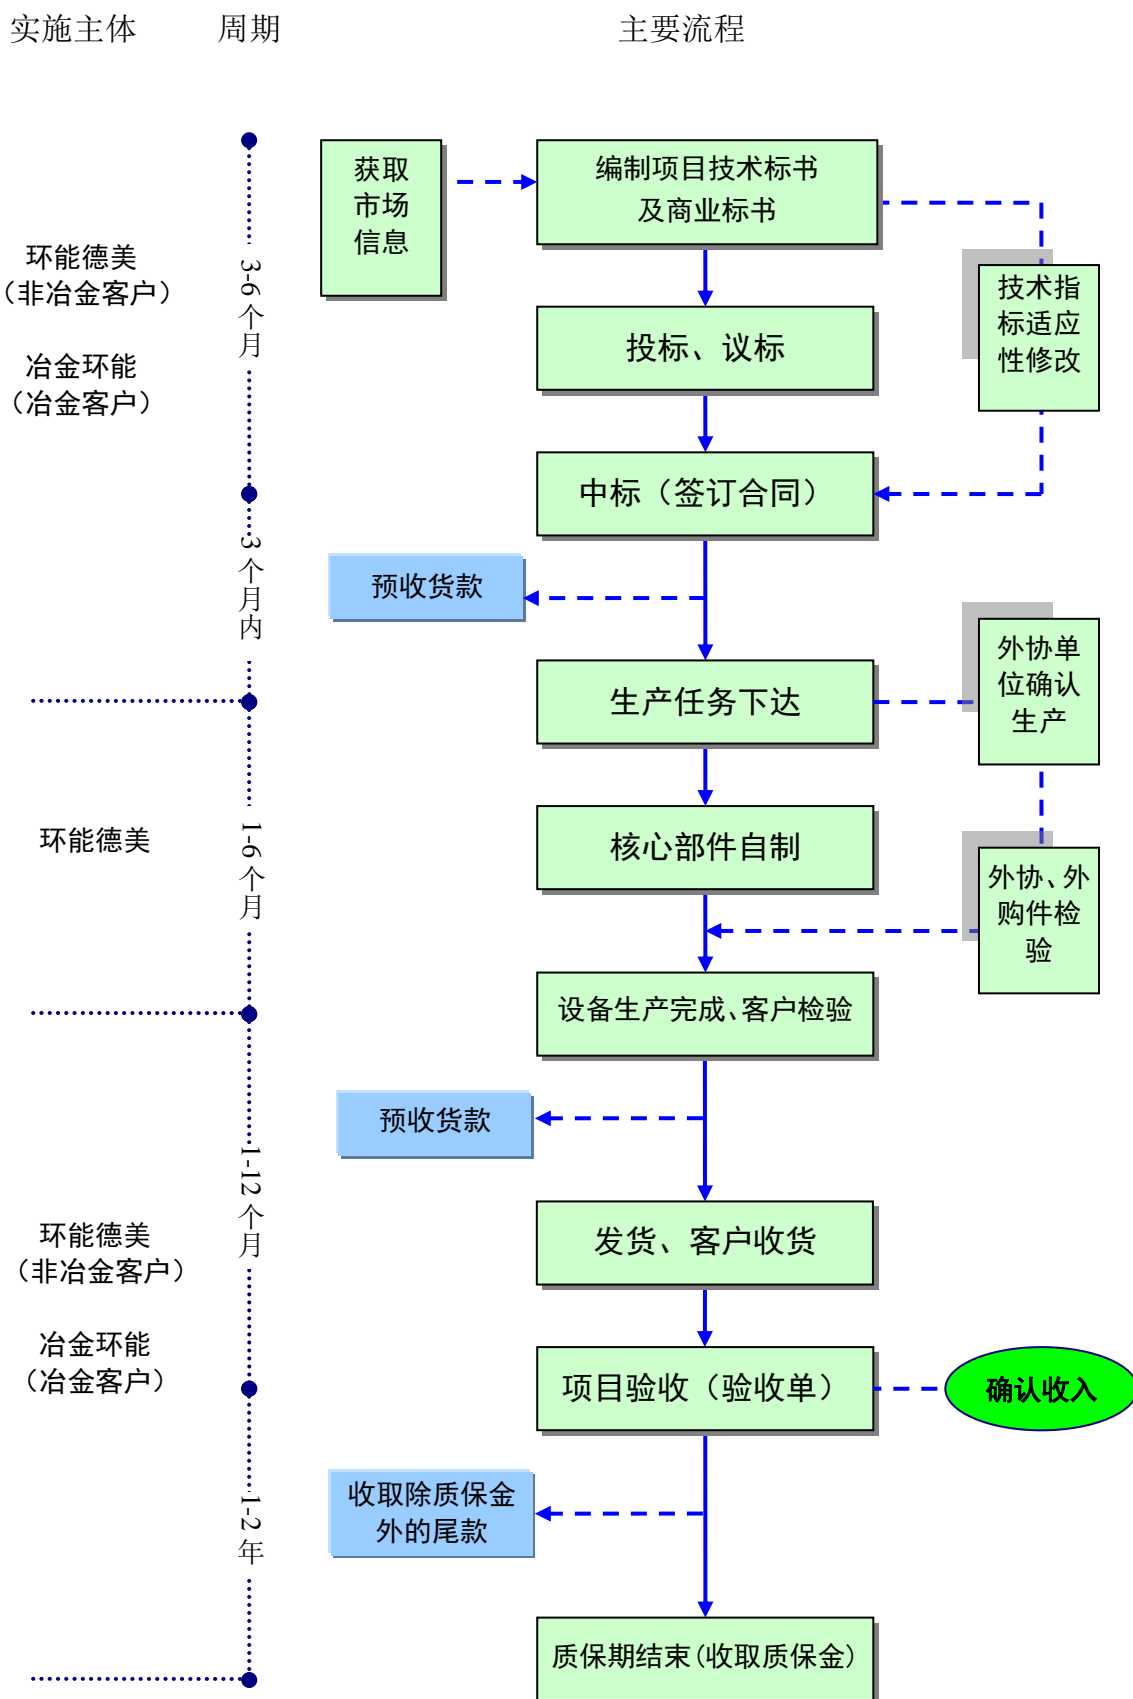 实施主体 周期 主要流程
获取
市场
信息
编制项目技术标书
及商业标书
环能德美
（非冶金客户）
冶金环能
（冶金客户）
3-6个月
技术指
标适应
性修改
投标、议标
中标（签订合同）
3个月内
预收货款
生产任务下达
外协单
位确认
生产
环能德美
1-6个月
核心部件自制
外协、外
购件检
验
设备生产完成、客户检验
预收货款
1-12个月
环能德美
（非冶金客户）
冶金环能
（冶金客户）
发货、客户收货
项目验收（验收单）
确认收入
收取除质保金
外的尾款
1-2年
质保期结束(收取质保金)